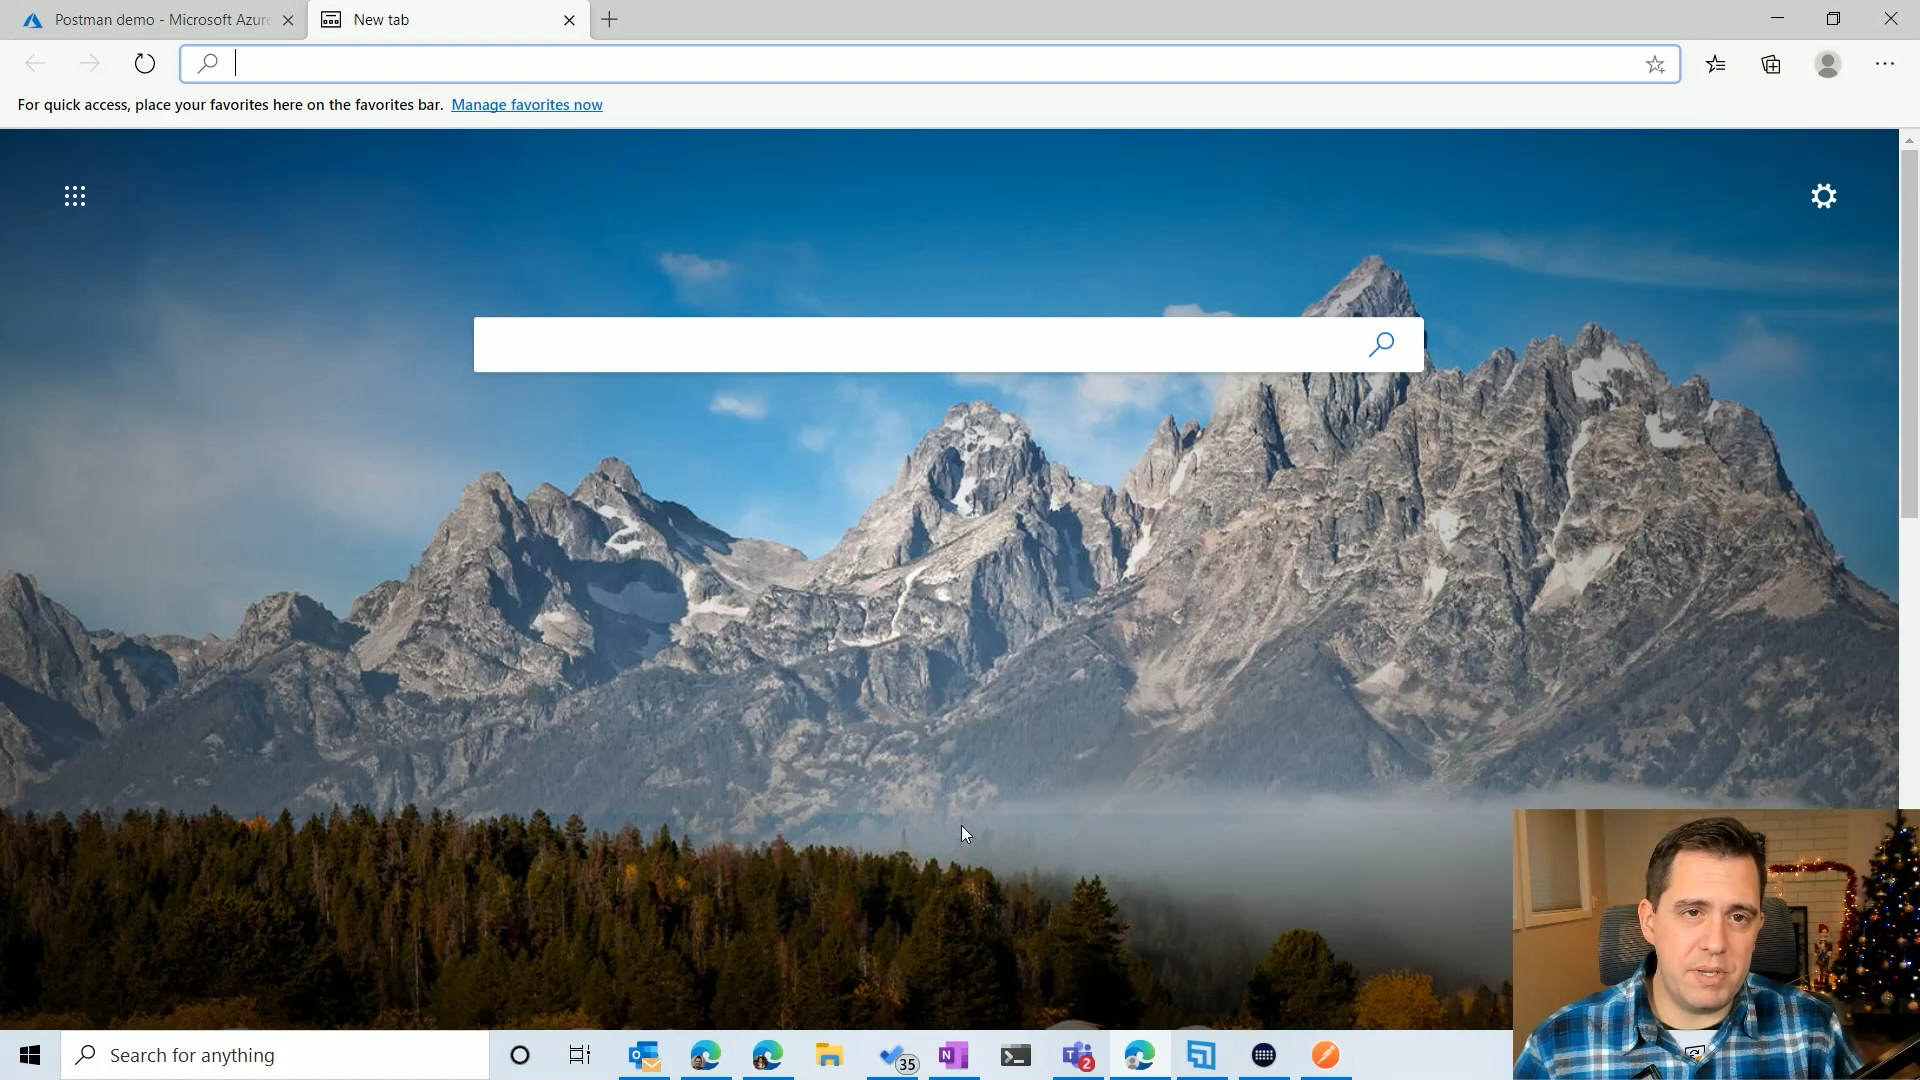 Postman demo - Microsoft Azure
New tab
For quick access, place your favorites here on the favorites bar. Manage favorites now
Search for anything
35
2